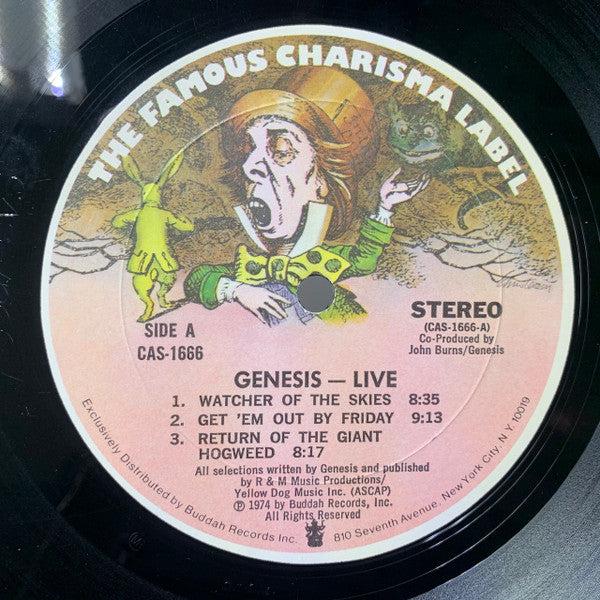 THE FAMOUS CHARISMA LABEL
SIDE A
CAS-1666
STEREO
(CAS-1666-A)
Co-Produced by
John Burns/Genesis
GENESIS — LIVE
1. WATCHER OF THE SKIES 8:35
2. GET 'EM OUT BY FRIDAY 9:13
3. RETURN OF THE GIANT
HOGWEED 8:17
All selections written by Genesis and published
by R & M Music Productions/
Yellow Dog Music Inc. (ASCAP)
℗ 1974 by Buddah Records, Inc.
All Rights Reserved
Exclusively Distributed by Buddah Records Inc. 810 Seventh Avenue, New York City, N.Y. 10019